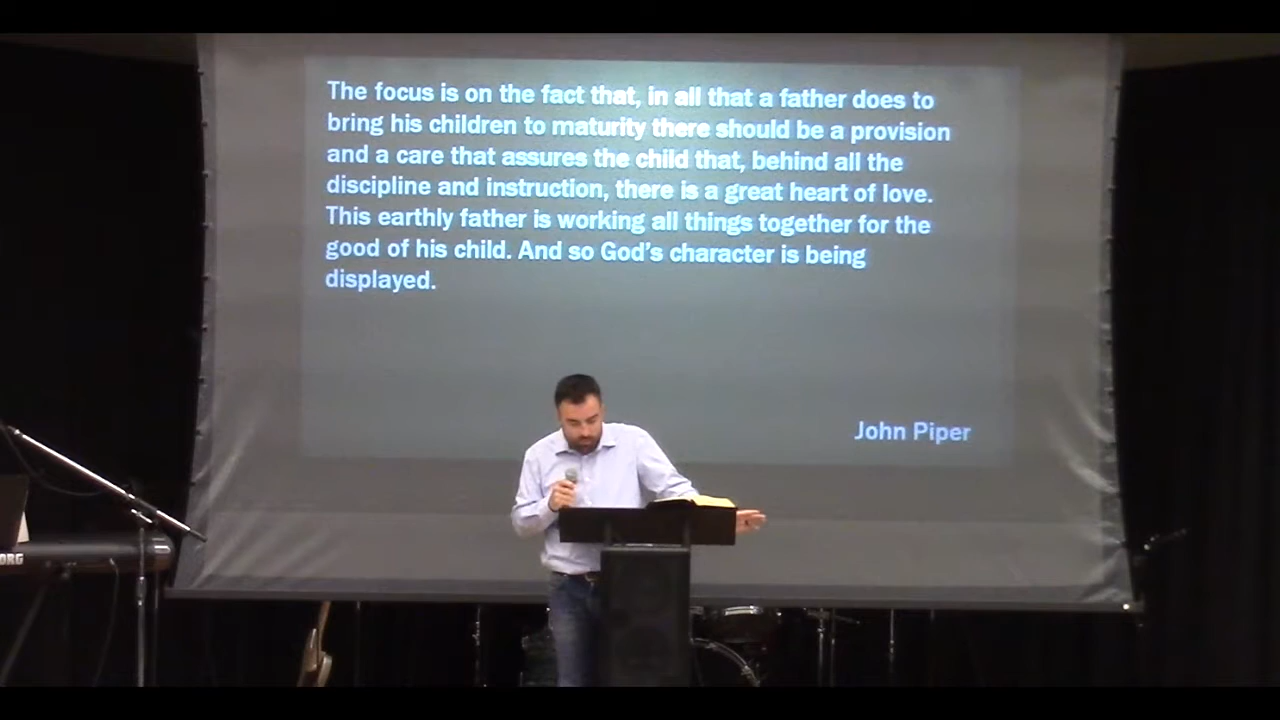 The focus is on the fact that, in all that a father does to
bring his children to maturity there should be a provision
and a care that assures the child that, behind all the
discipline and instruction, there is a great heart of love.
This earthly father is working all things together for the
good of his child. And so God's character is being
displayed.
John Piper
ORG